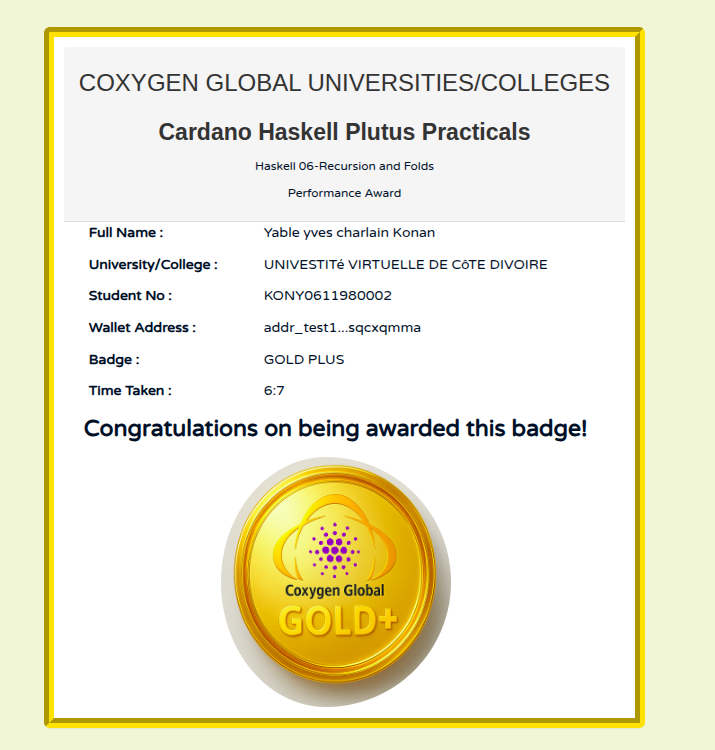 COXYGEN GLOBAL UNIVERSITIES/COLLEGES
Cardano Haskell Plutus Practicals
Haskell 06-Recursion and Folds
Performance Award
Full Name : Yable yves charlain Konan
University/College : UNIVESITé VIRTUELLE DE CôTE DIVOIRE
Student No : KONY0611980002
Wallet Address : addr_test1...sqcxqmma
Badge : GOLD PLUS
Time Taken : 6:7
Congratulations on being awarded this badge!
Coxygen Global
GOLD+